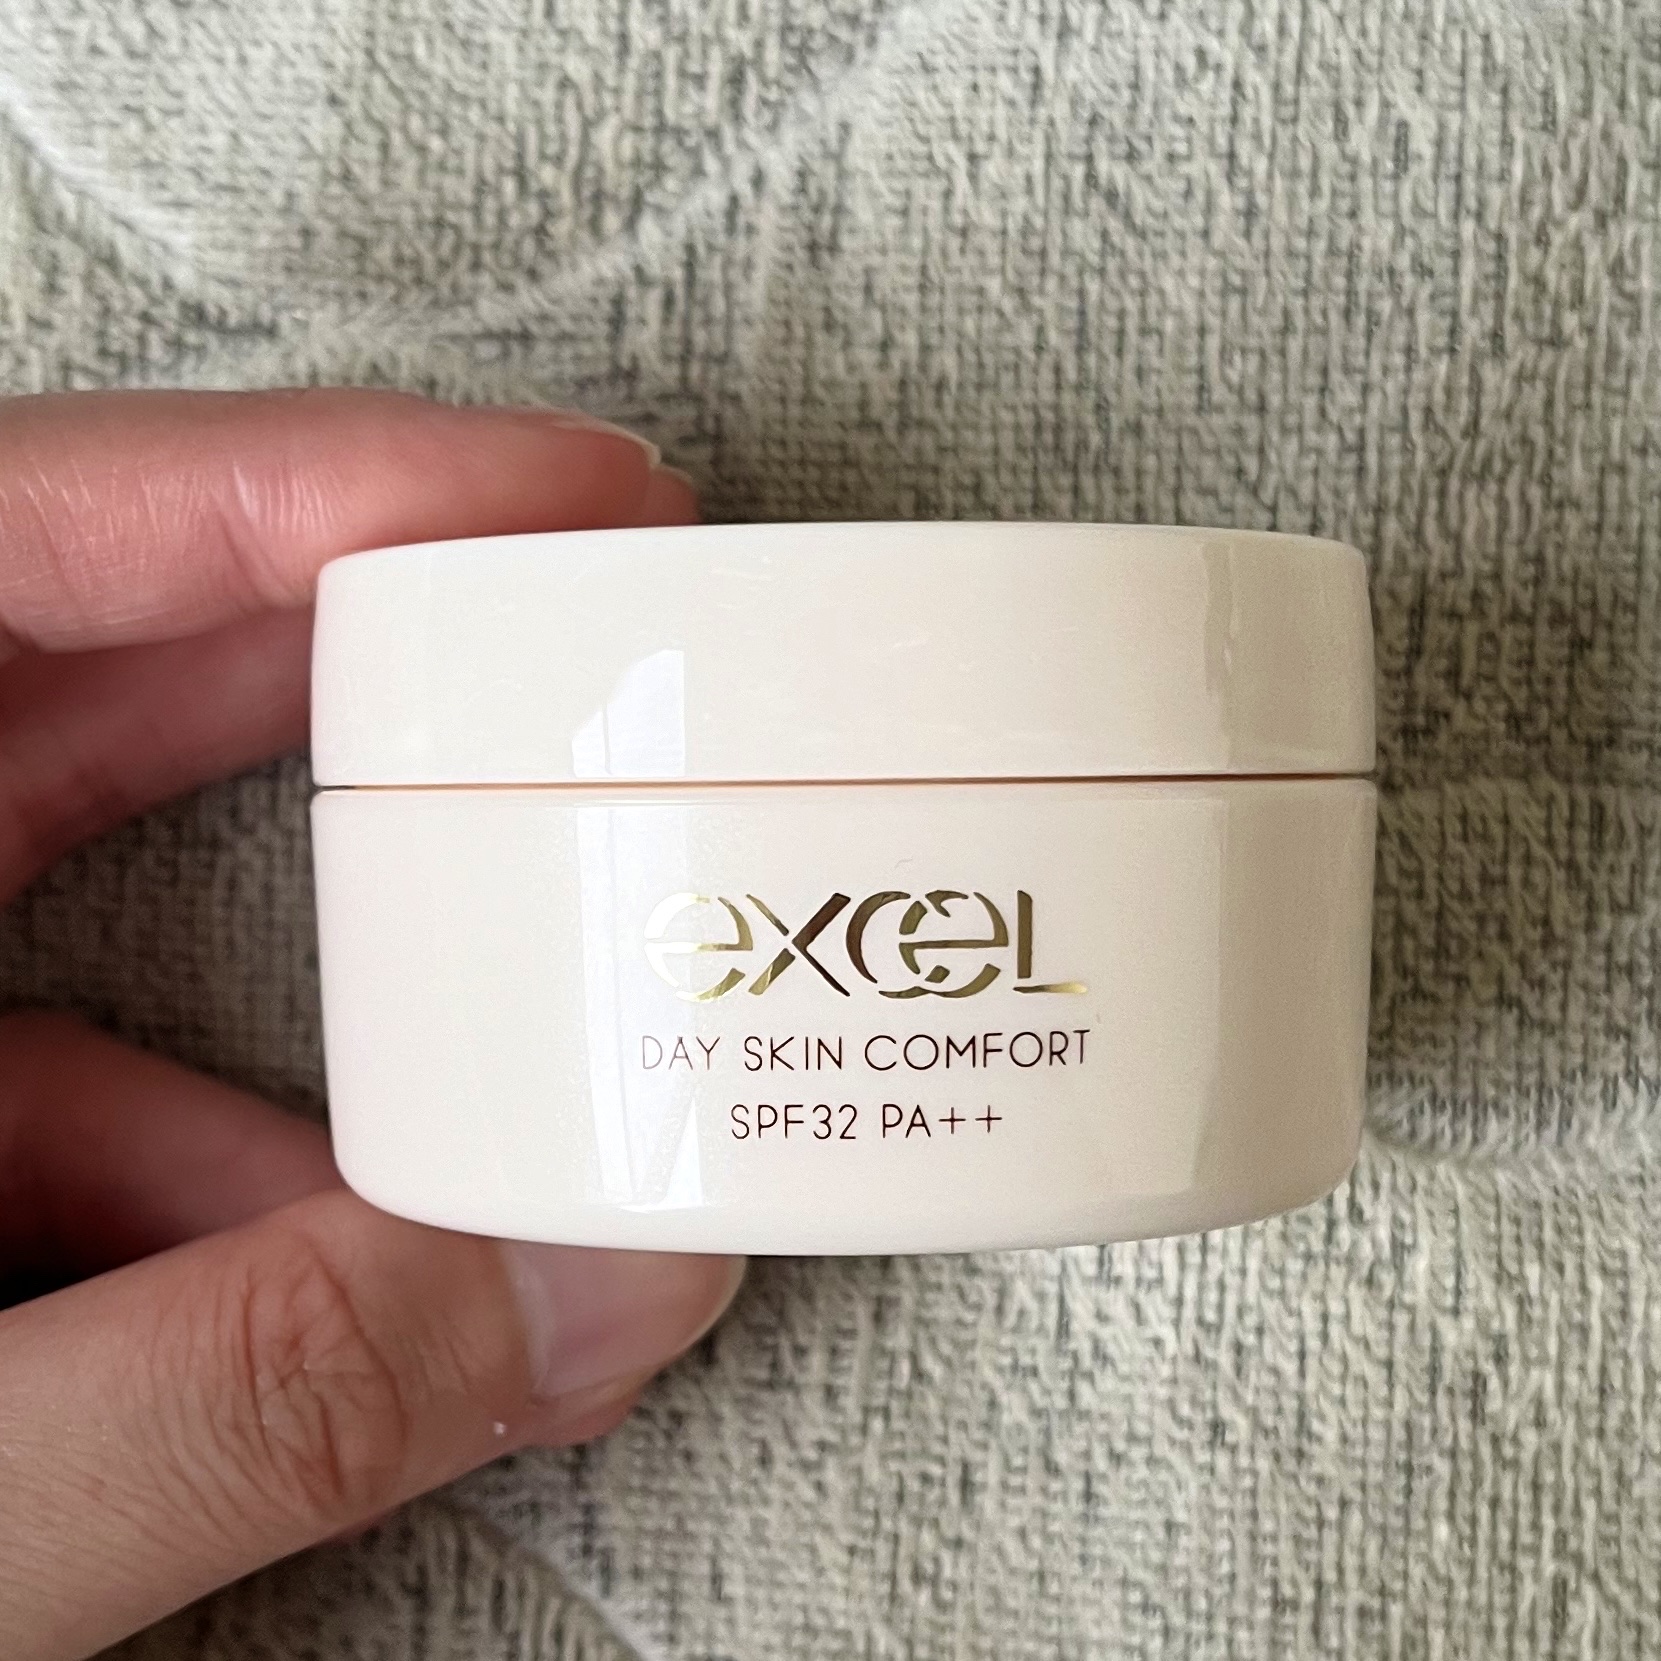 excel
DAY SKIN COMFORT
SPF32 PA++